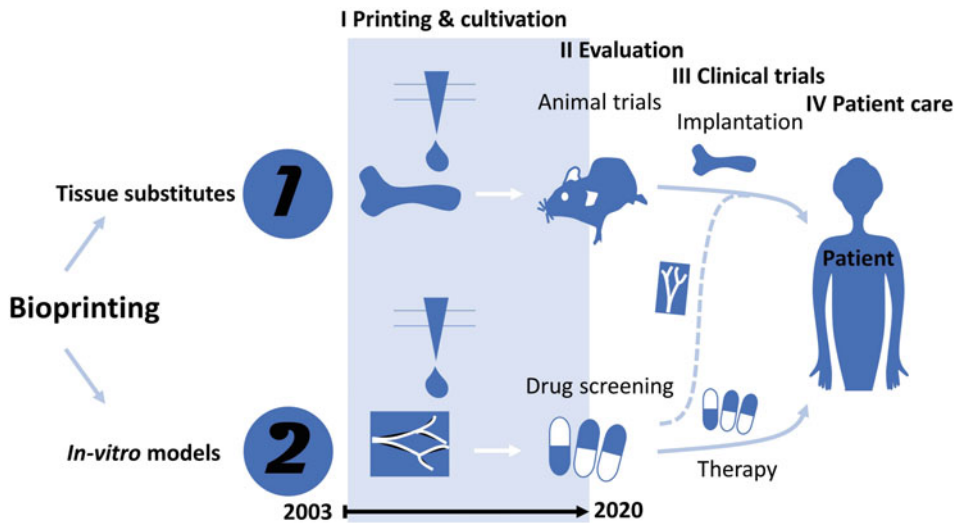 I Printing & cultivation
II Evaluation
III Clinical trials
IV Patient care
Animal trials
Implantation
Tissue substitutes
1
Patient
Bioprinting
Drug screening
In-vitro models
2
Therapy
2003
2020